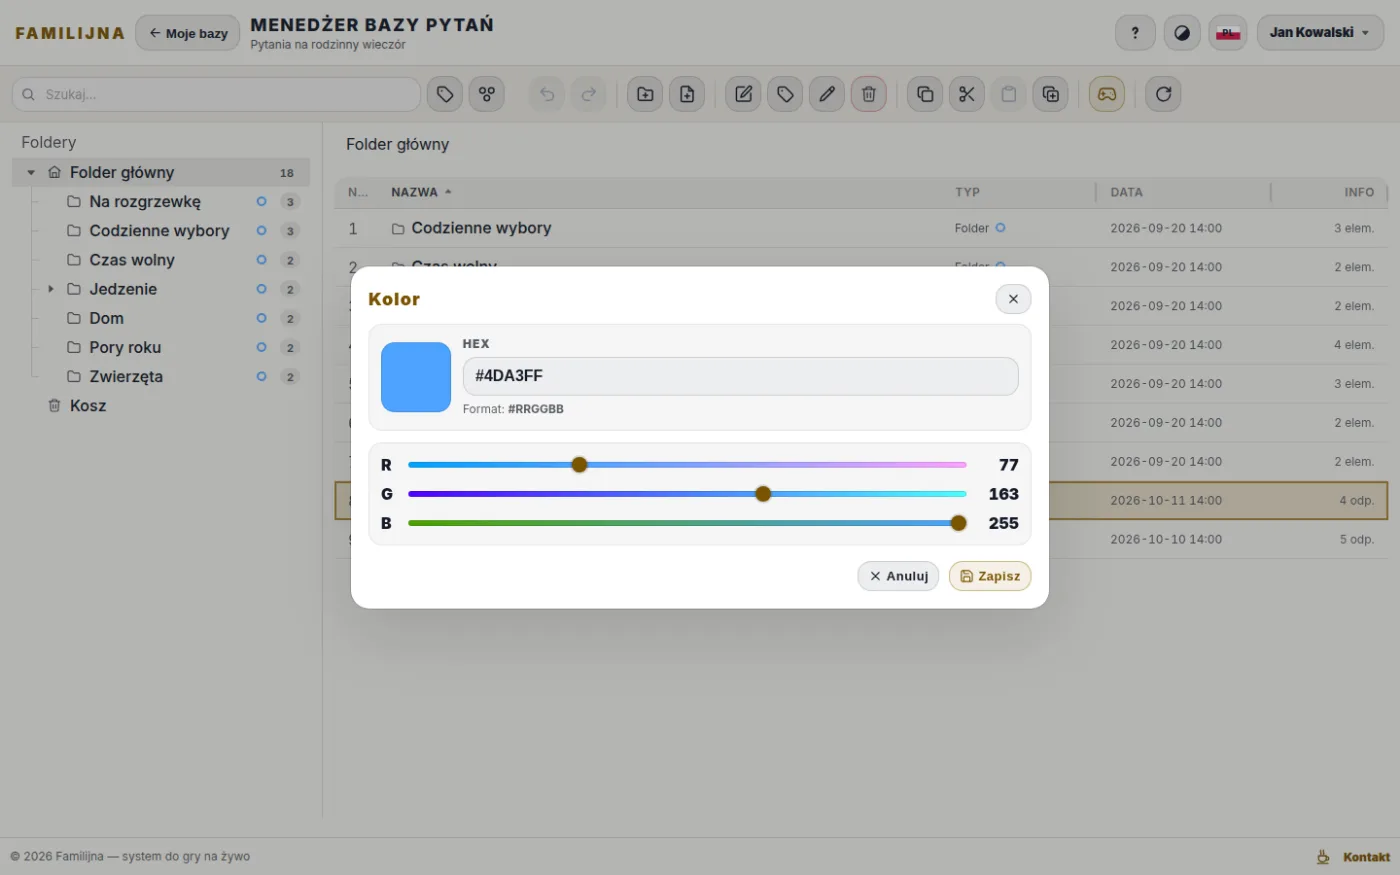 FAMILIJNA
← Moje bazy
MENEDŻER BAZY PYTAŃ
Pytania na rodzinny wieczór
?
PL
Jan Kowalski
Szukaj...
Foldery
Folder główny 18
Na rozgrzewkę 3
Codzienne wybory 3
Czas wolny 2
Jedzenie 2
Dom 2
Pory roku 2
Zwierzęta 2
Kosz
Folder główny
N... NAZWA TYP DATA INFO
1 Codzienne wybory Folder 2026-09-20 14:00 3 elem.
2 Czas wolny Folder 2026-09-20 14:00 2 elem.
2026-09-20 14:00 2 elem.
2026-09-20 14:00 4 elem.
2026-09-20 14:00 3 elem.
2026-09-20 14:00 2 elem.
2026-09-20 14:00 2 elem.
2026-10-11 14:00 4 odp.
2026-10-10 14:00 5 odp.
Kolor
HEX
#4DA3FF
Format: #RRGGBB
R 77
G 163
B 255
Anuluj
Zapisz
© 2026 Familijna — system do gry na żywo
Kontakt